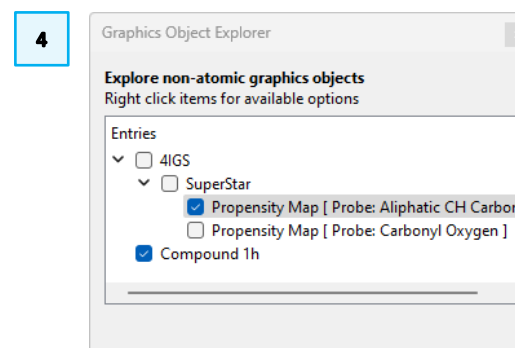 4
Graphics Object Explorer
Explore non-atomic graphics objects
Right click items for available options
Entries
4IGS
SuperStar
Propensity Map [ Probe: Aliphatic CH Carbon
Propensity Map [ Probe: Carbonyl Oxygen ]
Compound 1h